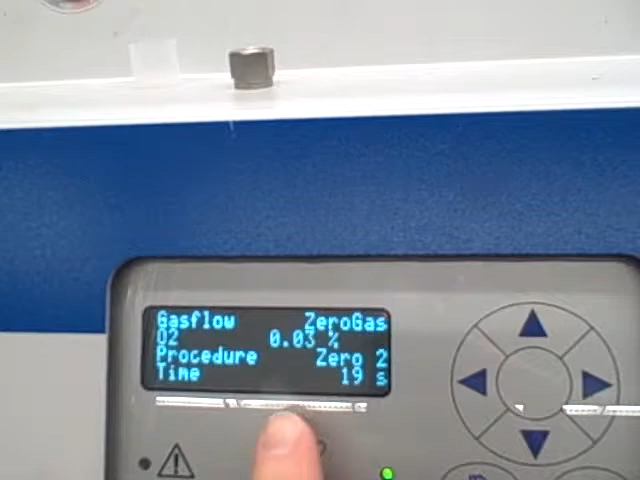 Gasflow ZeroGas
O2 0.03 %
Procedure Zero 2
Time 19 s